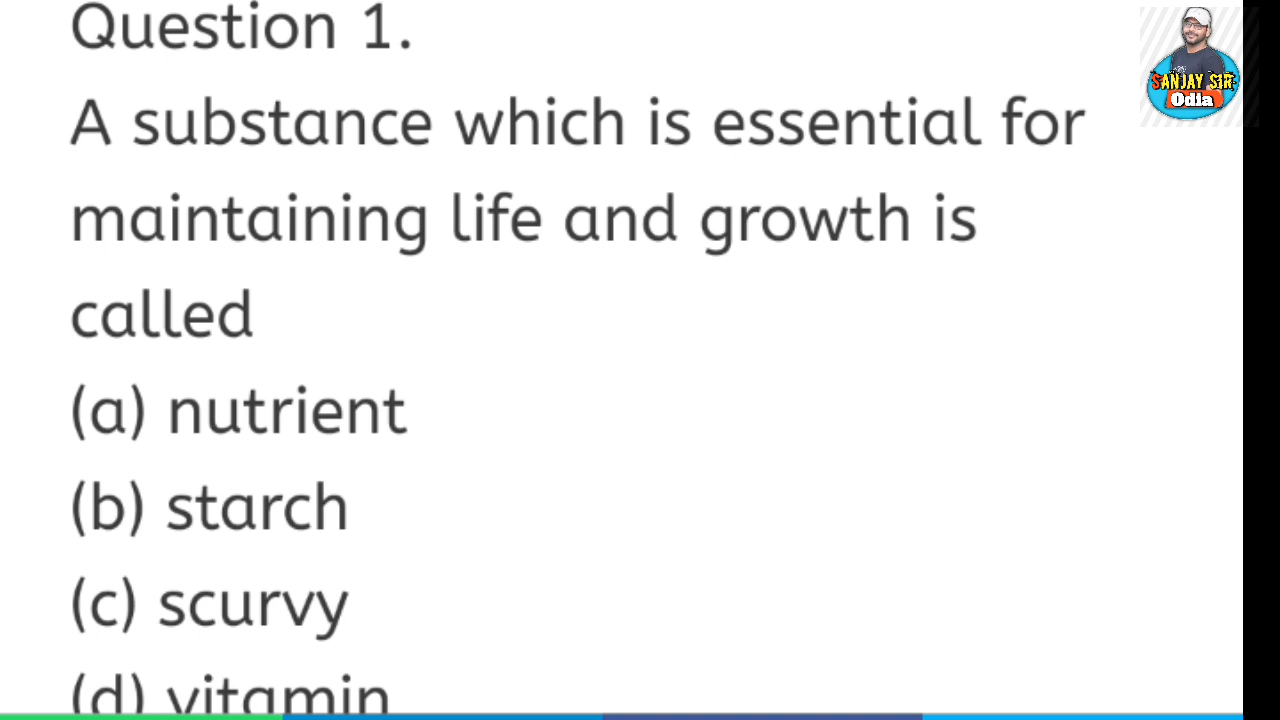 Question 1.
A substance which is essential for
maintaining life and growth is
called
(a) nutrient
(b) starch
(c) scurvy
(d) vitamin
SANJAY SIR
Odia